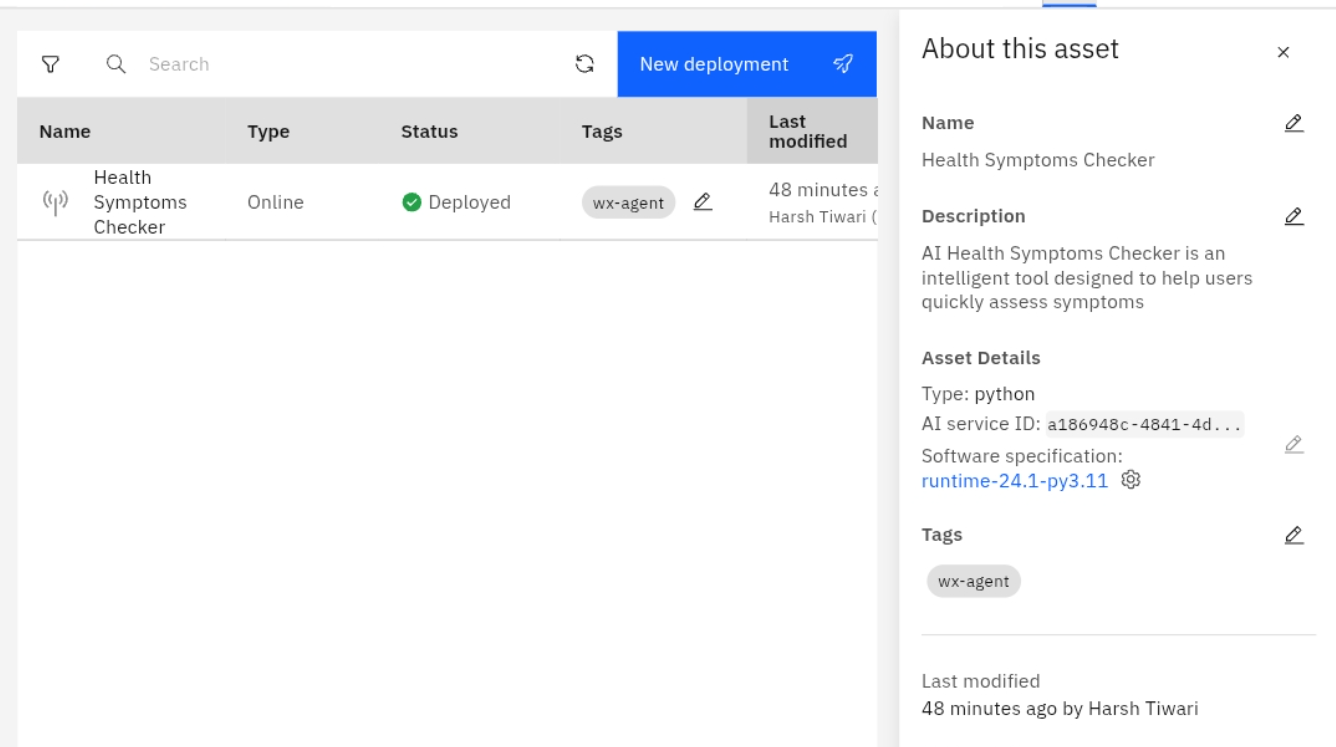 Search
New deployment
Name Type Status Tags Last modified
Health Symptoms Checker Online Deployed wx-agent 48 minutes
Harsh Tiwari (
About this asset
Name
Health Symptoms Checker
Description
AI Health Symptoms Checker is an
intelligent tool designed to help users
quickly assess symptoms
Asset Details
Type: python
AI service ID: a186948c-4841-4d...
Software specification:
runtime-24.1-py3.11
Tags
wx-agent
Last modified
48 minutes ago by Harsh Tiwari